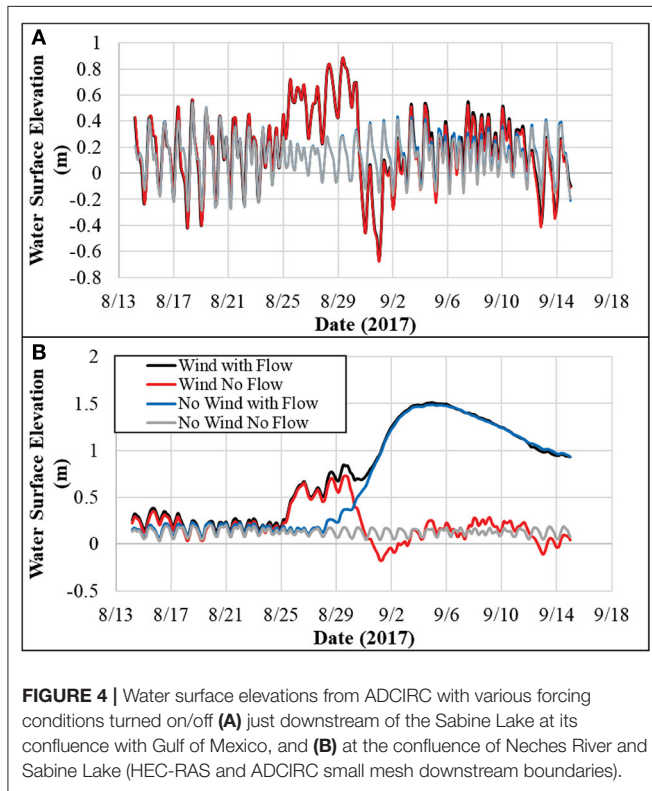 A
1
0.8
0.6
0.4
0.2
0
-0.2
-0.4
-0.6
-0.8
Water Surface Elevation
(m)
8/13 8/17 8/21 8/25 8/29 9/2 9/6 9/10 9/14 9/18
Date (2017)
B
2
1.5
1
0.5
0
-0.5
Water Surface Elevation
(m)
Wind with Flow
Wind No Flow
No Wind with Flow
No Wind No Flow
8/13 8/17 8/21 8/25 8/29 9/2 9/6 9/10 9/14 9/18
Date (2017)
FIGURE 4 | Water surface elevations from ADCIRC with various forcing
conditions turned on/off (A) just downstream of the Sabine Lake at its
confluence with Gulf of Mexico, and (B) at the confluence of Neches River and
Sabine Lake (HEC-RAS and ADCIRC small mesh downstream boundaries).